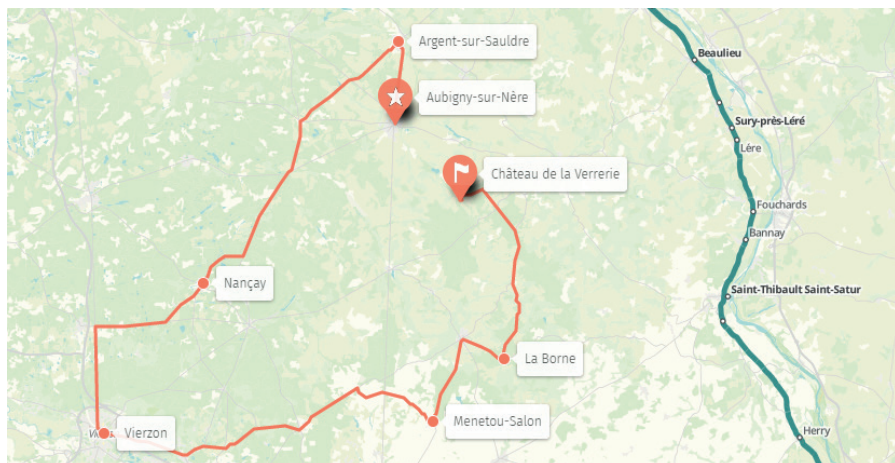 Argent-sur-Sauldre
Beaulieu
Aubigny-sur-Nère
Sury-près-Léré
Lére
Château de la Verrerie
Fouchards
Bannay
Nançay
Saint-Thibault Saint-Satur
La Borne
Menetou-Salon
Vierzon
Herry